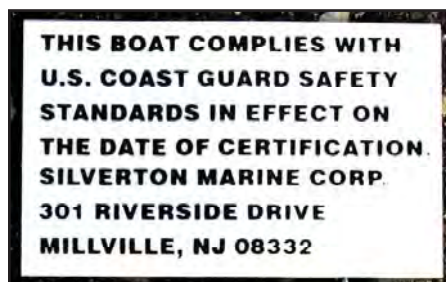 THIS BOAT COMPLIES WITH
U.S. COAST GUARD SAFETY
STANDARDS IN EFFECT ON
THE DATE OF CERTIFICATION.
SILVERTON MARINE CORP.
301 RIVERSIDE DRIVE
MILLVILLE, NJ 08332